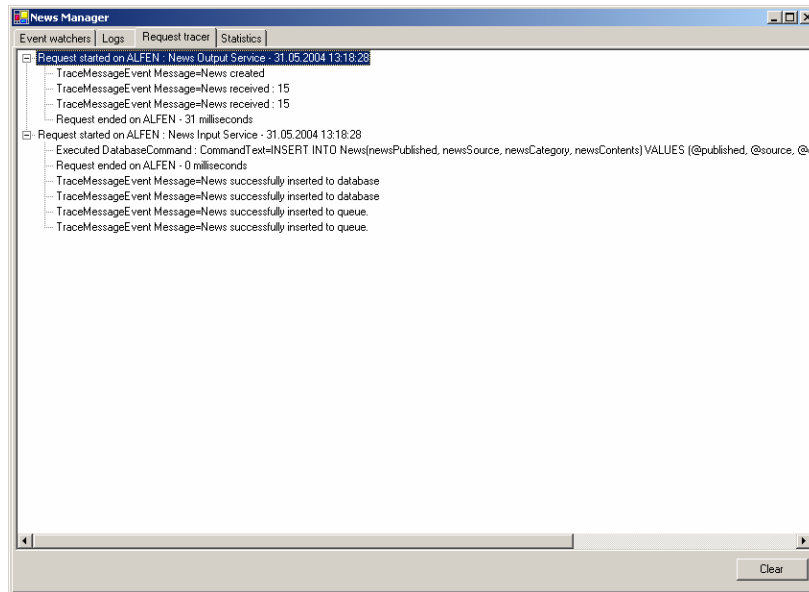 News Manager
Event watchers Logs Request tracer Statistics
Request started on ALFEN : News Output Service - 31.05.2004 13:18:28
TraceMessageEvent Message=News created
TraceMessageEvent Message=News received : 15
TraceMessageEvent Message=News received : 15
Request ended on ALFEN - 31 milliseconds
Request started on ALFEN : News Input Service - 31.05.2004 13:18:28
Executed DatabaseCommand : CommandText=INSERT INTO News(newsPublished, newsSource, newsCategory, newsContents) VALUES (@published, @source, @
Request ended on ALFEN - 0 milliseconds
TraceMessageEvent Message=News successfully inserted to database
TraceMessageEvent Message=News successfully inserted to database
TraceMessageEvent Message=News successfully inserted to queue.
TraceMessageEvent Message=News successfully inserted to queue.
Clear